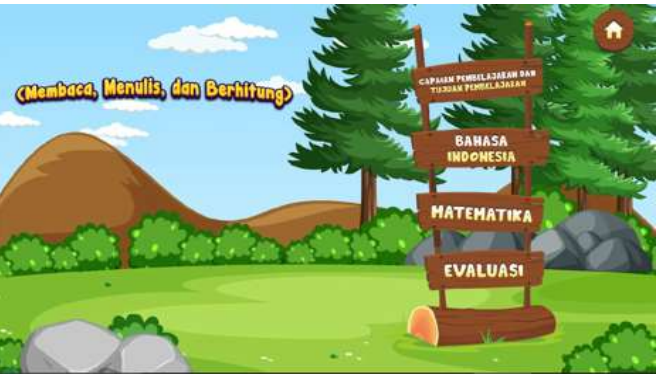 (Membaca, Menulis, dan Berhitung)
CAPAIAN PEMBELAJARAN DAN
TUJUAN PEMBELAJARAN
BAHASA
INDONESIA
MATEMATIKA
EVALUASI